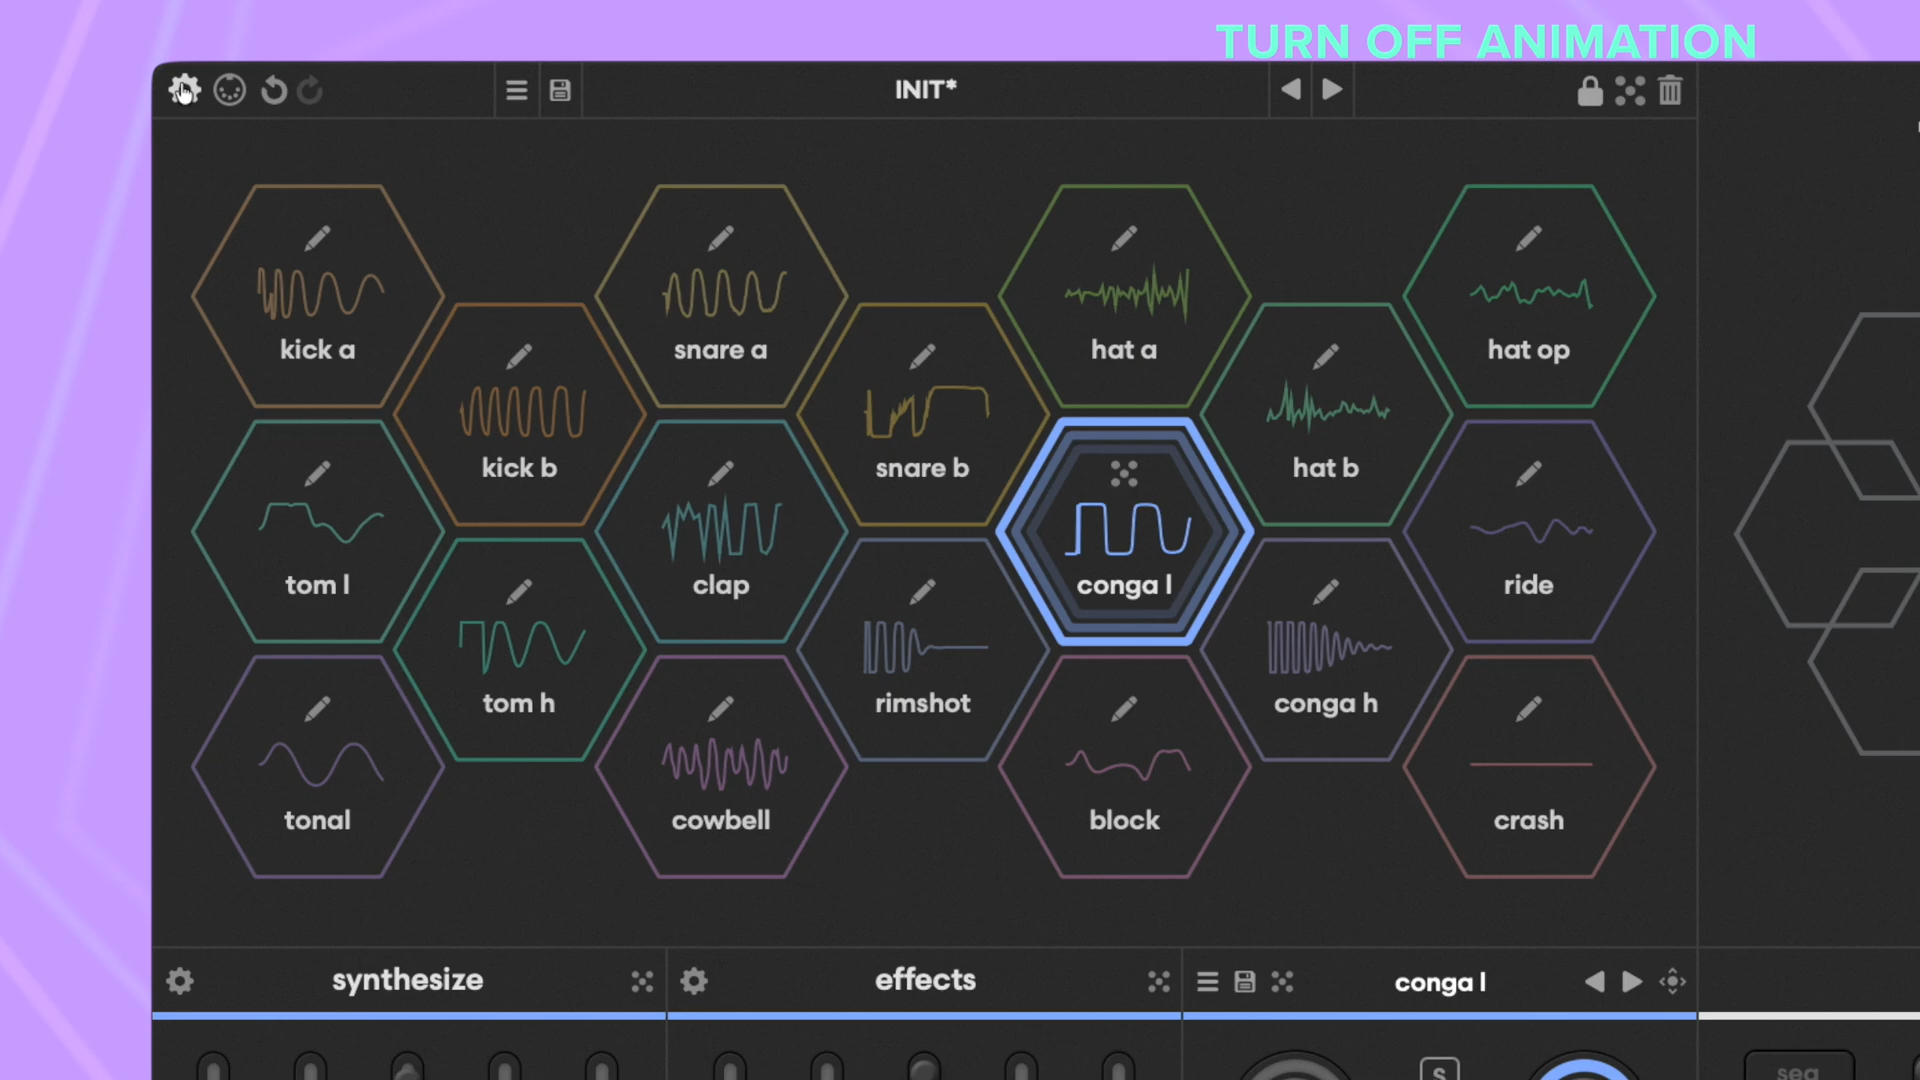 TURN OFF ANIMATION
INIT*
kick a
snare a
hat a
hat op
kick b
snare b
hat b
tom l
clap
conga l
ride
tom h
rimshot
conga h
tonal
cowbell
block
crash
synthesize
effects
conga l
S
seq